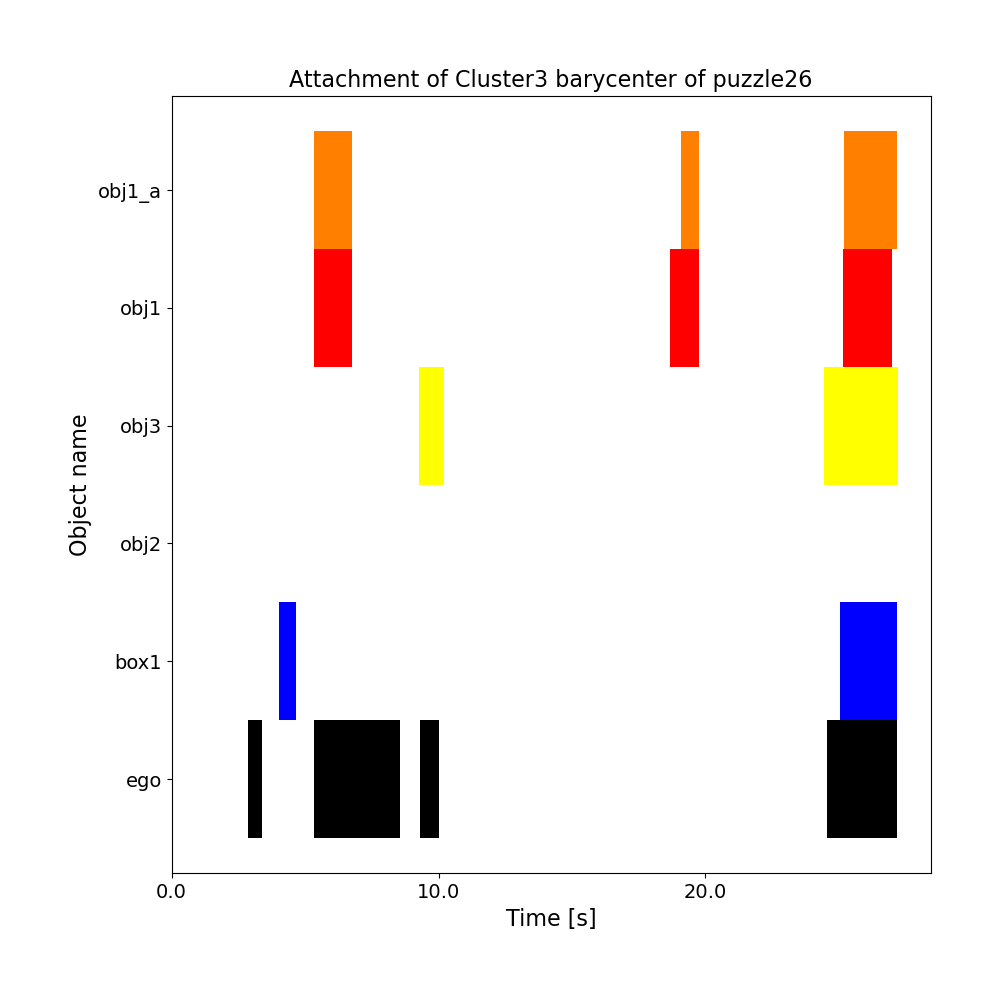 Attachment of Cluster3 barycenter of puzzle26
obj1_a
obj1
obj3
obj2
box1
ego
Object name
0.0 10.0 20.0
Time [s]